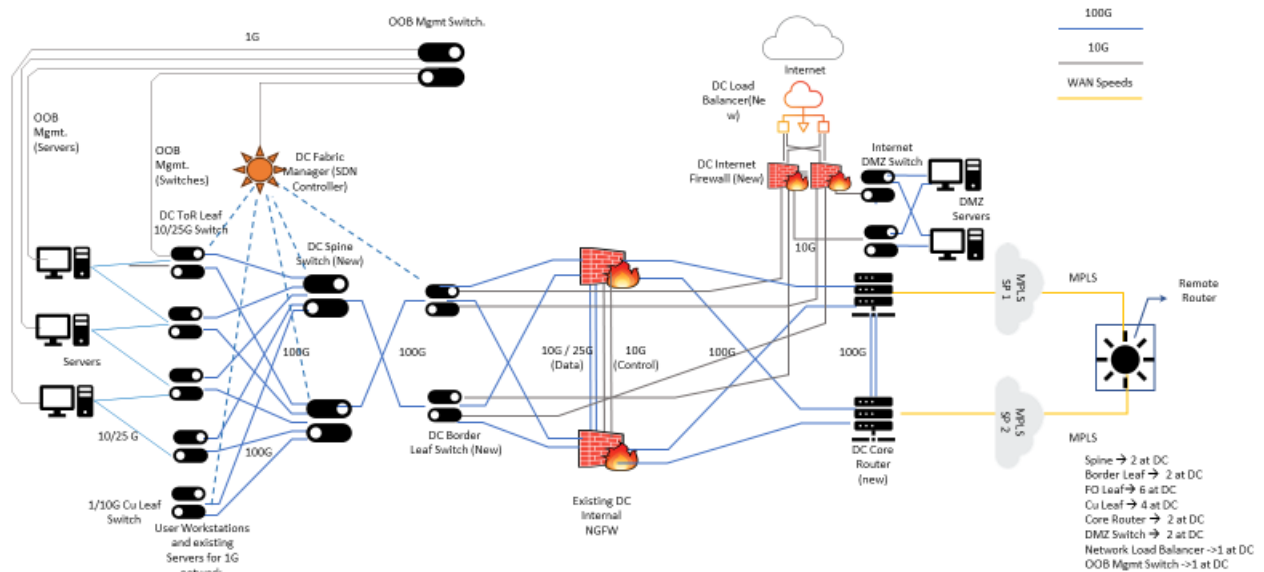 OOB Mgmt Switch.
1G
100G
10G
WAN Speeds
Internet
DC Load
Balancer(Ne
w)
OOB
Mgmt.
(Servers)
OOB
Mgmt.
(Switches)
DC Fabric
Manager (SDN
Controller)
DC Internet
Firewall (New)
Internet
DMZ Switch
DMZ
Servers
DC ToR Leaf
10/25G Switch
DC Spine
Switch (New)
10G
MPLS
SP 1
MPLS
Remote
Router
Servers
100G
100G
10G / 25G
(Data)
10G
(Control)
100G
100G
10/25 G
100G
DC Border
Leaf Switch (New)
MPLS
SP 2
MPLS
DC Core
Router
(new)
1/10G Cu Leaf
Switch
User Workstations
and existing
Servers for 1G
network
Existing DC
Internal
NGFW
Spine → 2 at DC
Border Leaf → 2 at DC
FO Leaf→ 6 at DC
Cu Leaf → 4 at DC
Core Router → 2 at DC
DMZ Switch → 2 at DC
Network Load Balancer ->1 at DC
OOB Mgmt Switch ->1 at DC